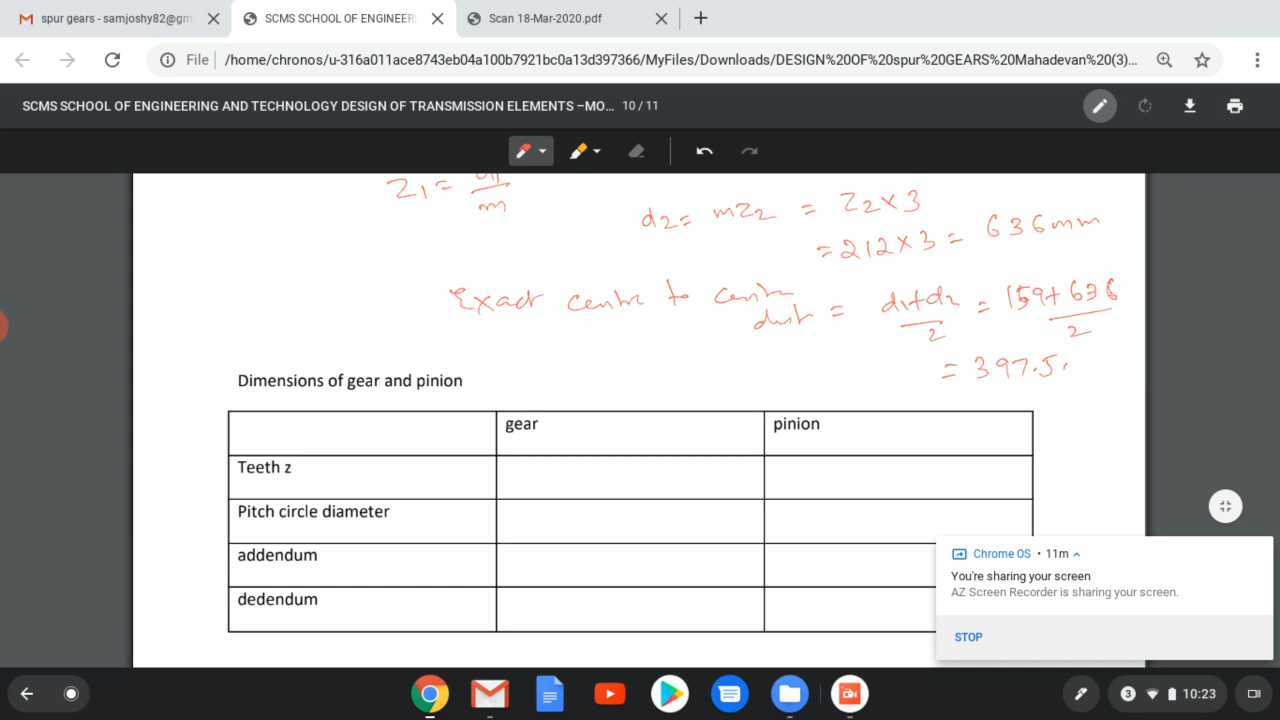 spur gears - samjoshy82@gm
SCMS SCHOOL OF ENGINEERI
Scan 18-Mar-2020.pdf
File
/home/chronos/u-316a011ace8743eb04a100b7921bc0a13d397366/MyFiles/Downloads/DESIGN%20OF%20spur%20GEARS%20Mahadevan%20(3)...
SCMS SCHOOL OF ENGINEERING AND TECHNOLOGY DESIGN OF TRANSMISSION ELEMENTS –MO... 10 / 11
Z1 = /m
d2 = mZ2 = Z2 X 3
= 212 X 3 = 636mm
Exact centre to centre
dist = d1+d2/2 = 159+636/2
= 397.5
Dimensions of gear and pinion
gear pinion
Teeth z
Pitch circle diameter
addendum
dedendum
Chrome OS • 11m
You're sharing your screen
AZ Screen Recorder is sharing your screen.
STOP
3 10:23